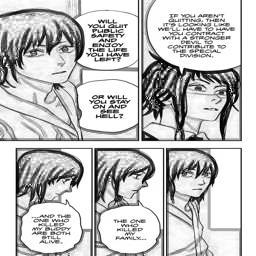 WILL
YOU QUIT
PUBLIC
SAFETY
AND
ENJOY
THE LIFE
YOU HAVE
LEFT?
OR WILL
YOU STAY
ON AND
SEE
HELL?
IF YOU AREN'T
QUITTING, THEN
IT'S LOOKING LIKE
WE'LL HAVE TO HAVE
YOU CONTRACT
WITH A STRONGER
DEVIL TO
CONTRIBUTE TO
THE SPECIAL
DIVISION.
...AND THE
ONE WHO
KILLED
MY BUDDY
ARE BOTH
STILL
ALIVE.
THE ONE
WHO
KILLED MY
FAMILY...